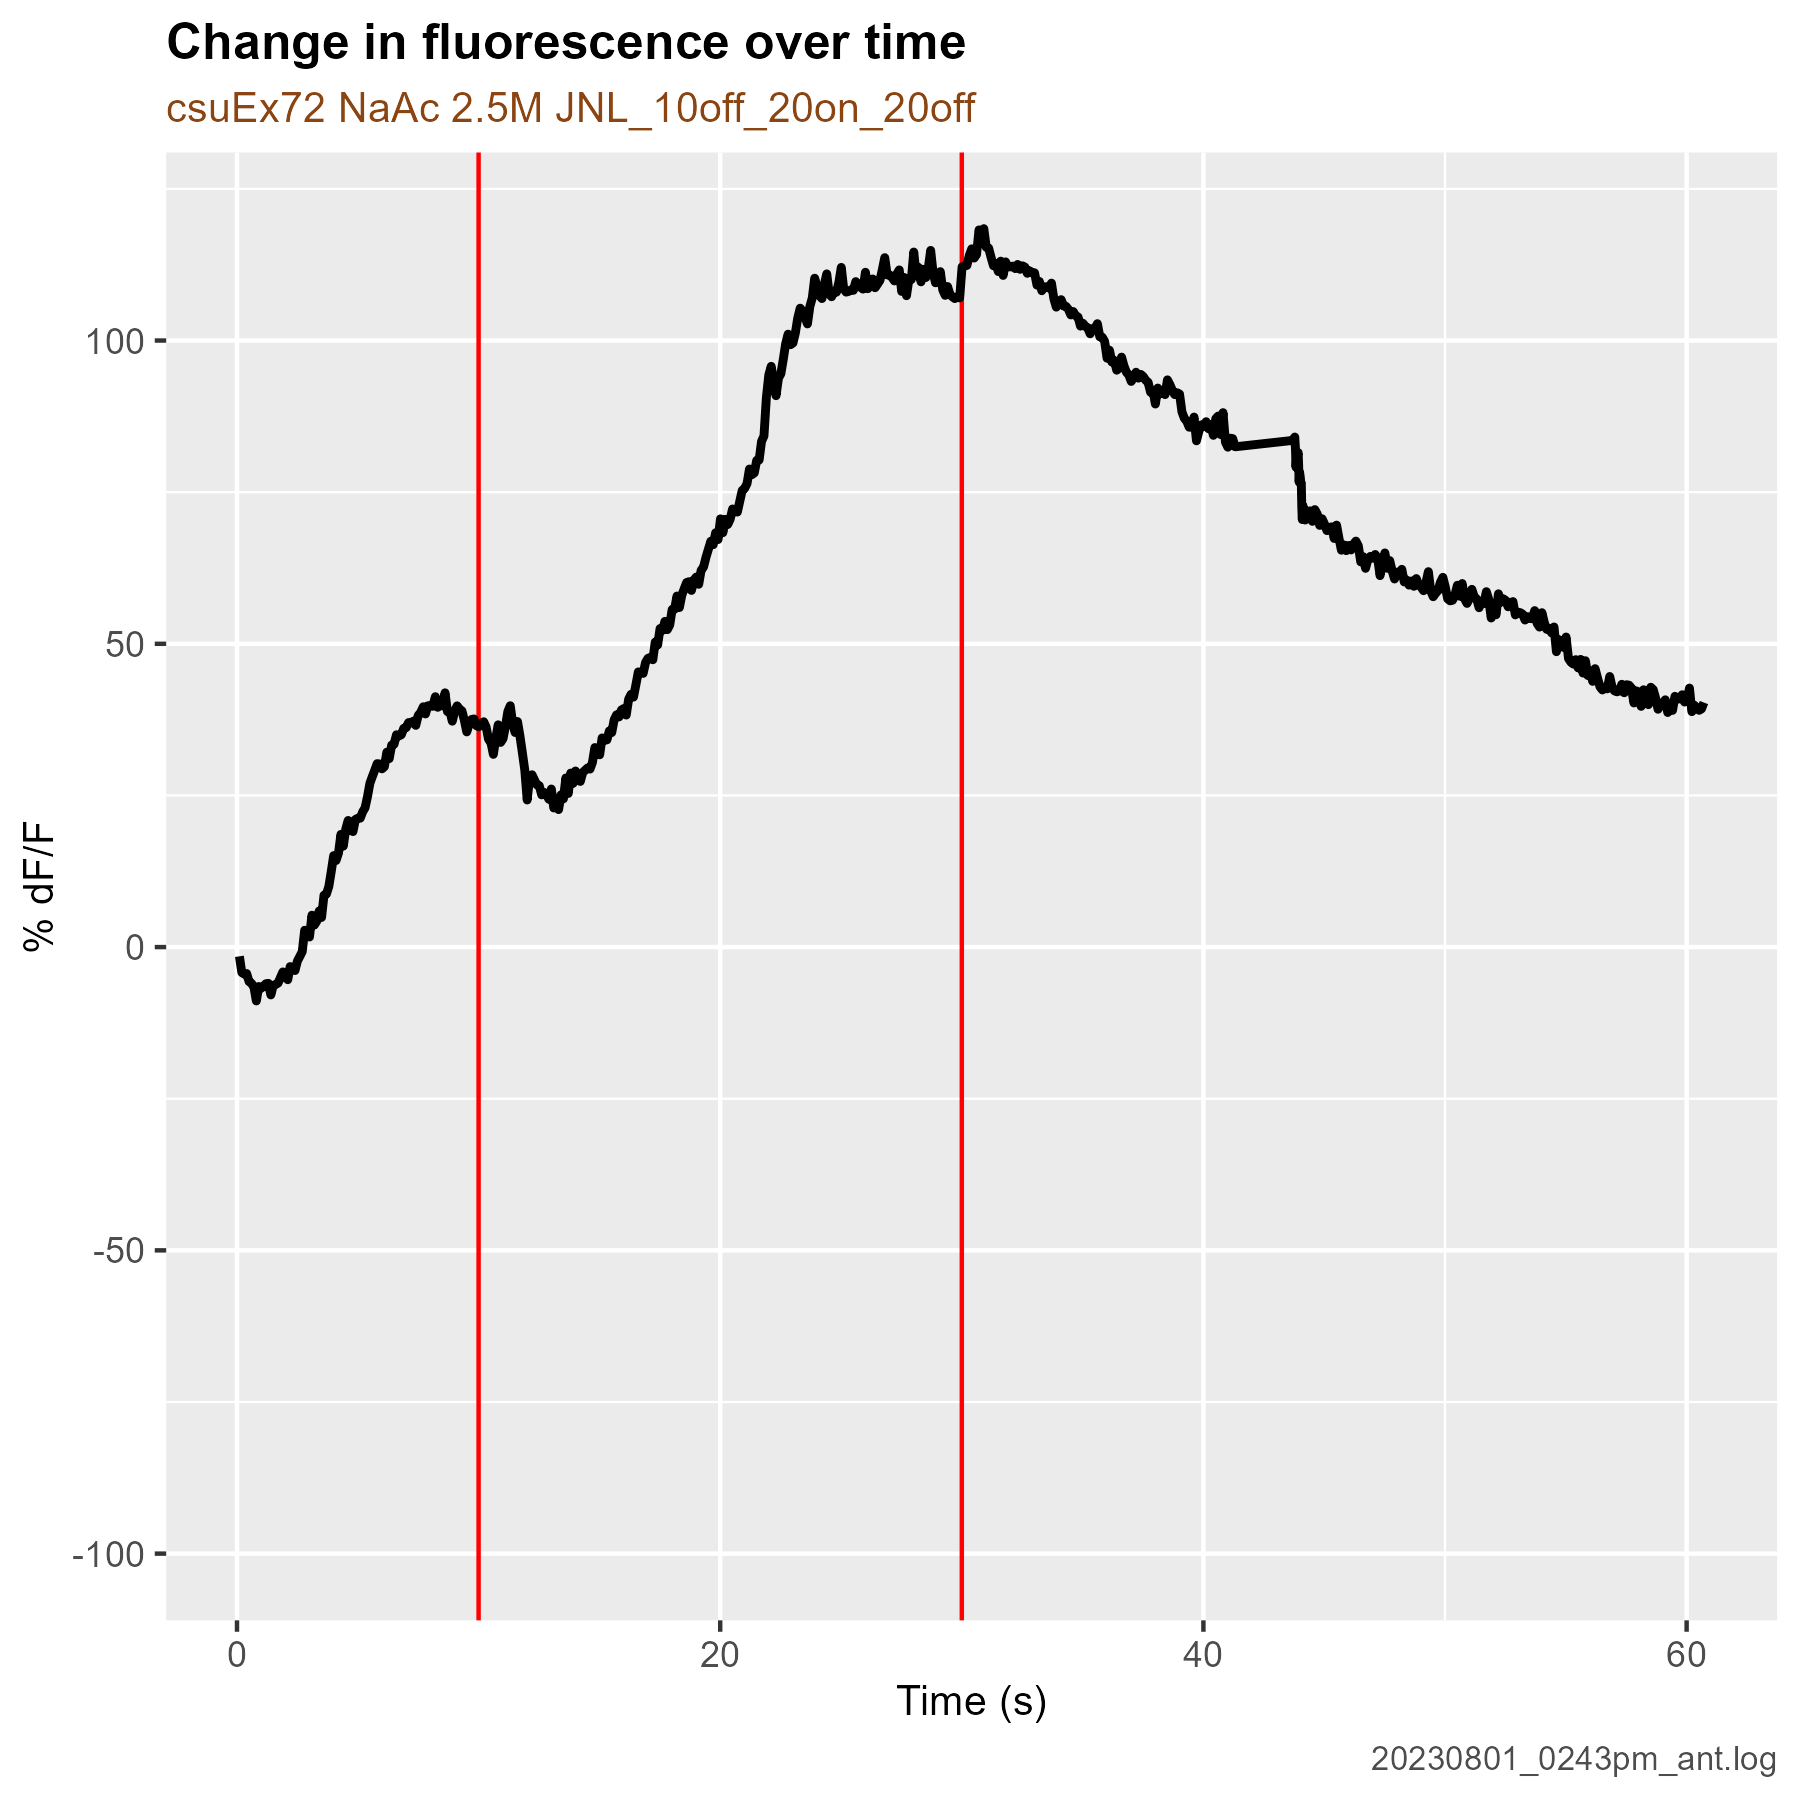 Change in fluorescence over time
csuEx72 NaAc 2.5M JNL_10off_20on_20off
% dF/F
100
50
0
-50
-100
0 20 40 60
Time (s)
20230801_0243pm_ant.log